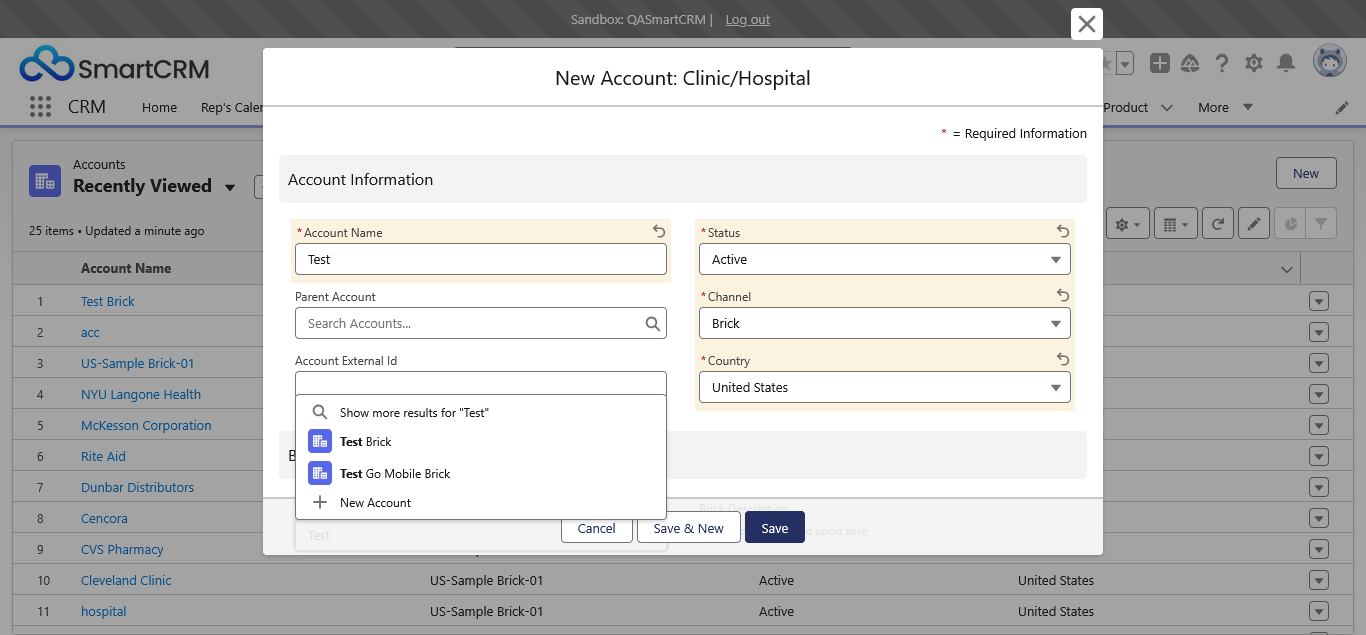 Sandbox: QASmartCRM | Log out
SmartCRM
CRM Home Rep's Caler Product More
Accounts
Recently Viewed
New
25 items • Updated a minute ago
Account Name
1 Test Brick
2 acc
3 US-Sample Brick-01
4 NYU Langone Health
5 McKesson Corporation
6 Rite Aid
7 Dunbar Distributors
8 Cencora
9 CVS Pharmacy
10 Cleveland Clinic US-Sample Brick-01 Active United States
11 hospital US-Sample Brick-01 Active United States
New Account: Clinic/Hospital
* = Required Information
Account Information
*Account Name
Test
*Status
Active
Parent Account
Search Accounts...
*Channel
Brick
Account External Id
*Country
United States
B
Show more results for "Test"
Test Brick
Test Go Mobile Brick
New Account
Brick Description
Test
d upon save
Cancel Save & New Save